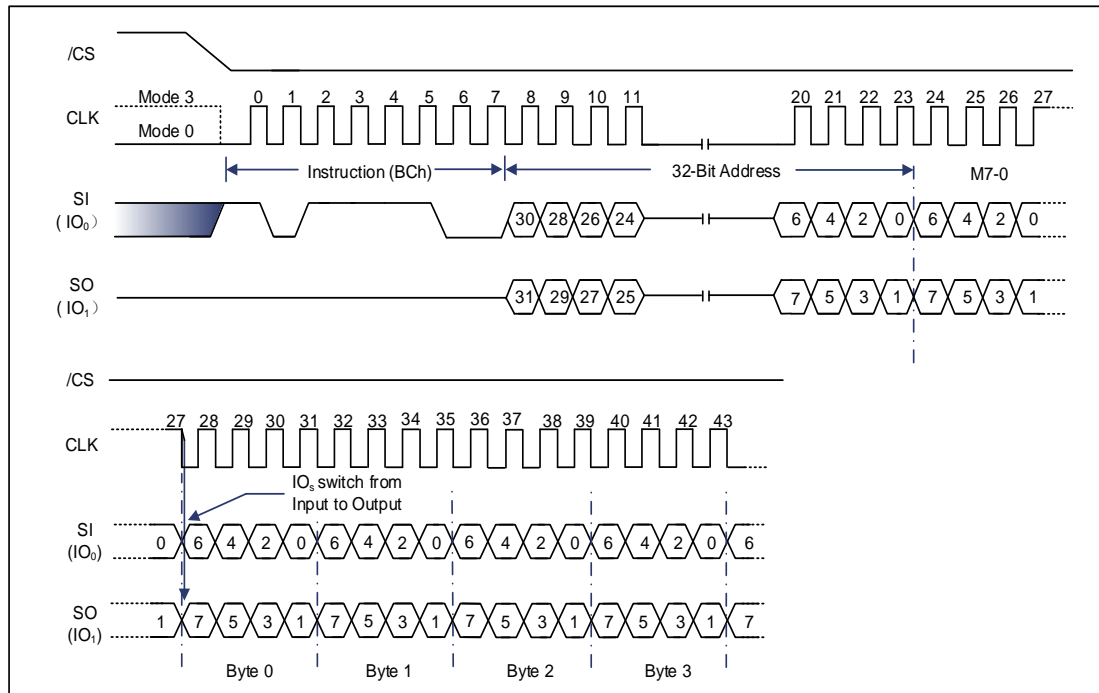 /CS
Mode 3
0 1 2 3 4 5 6 7 8 9 10 11 20 21 22 23 24 25 26 27
CLK
Mode 0
Instruction (BCh) 32-Bit Address M7-0
SI
( IO₀)
30 28 26 24 6 4 2 0 6 4 2 0
SO
( IO₁)
31 29 27 25 7 5 3 1 7 5 3 1
/CS
27 28 29 30 31 32 33 34 35 36 37 38 39 40 41 42 43
CLK
IOₛ switch from
Input to Output
SI
(IO₀)
0 6 4 2 0 6 4 2 0 6 4 2 0 6 4 2 0 6
SO
(IO₁)
1 7 5 3 1 7 5 3 1 7 5 3 1 7 5 3 1 7
Byte 0 Byte 1 Byte 2 Byte 3